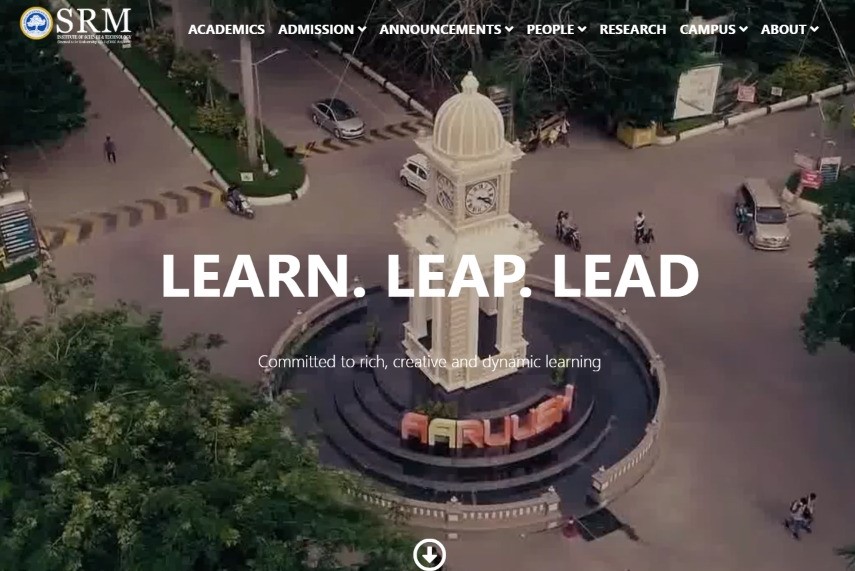 SRM
INSTITUTE OF SCIENCE & TECHNOLOGY
ACADEMICS ADMISSION ANNOUNCEMENTS PEOPLE RESEARCH CAMPUS ABOUT
LEARN. LEAP. LEAD
Committed to rich, creative and dynamic learning
AARUUSH